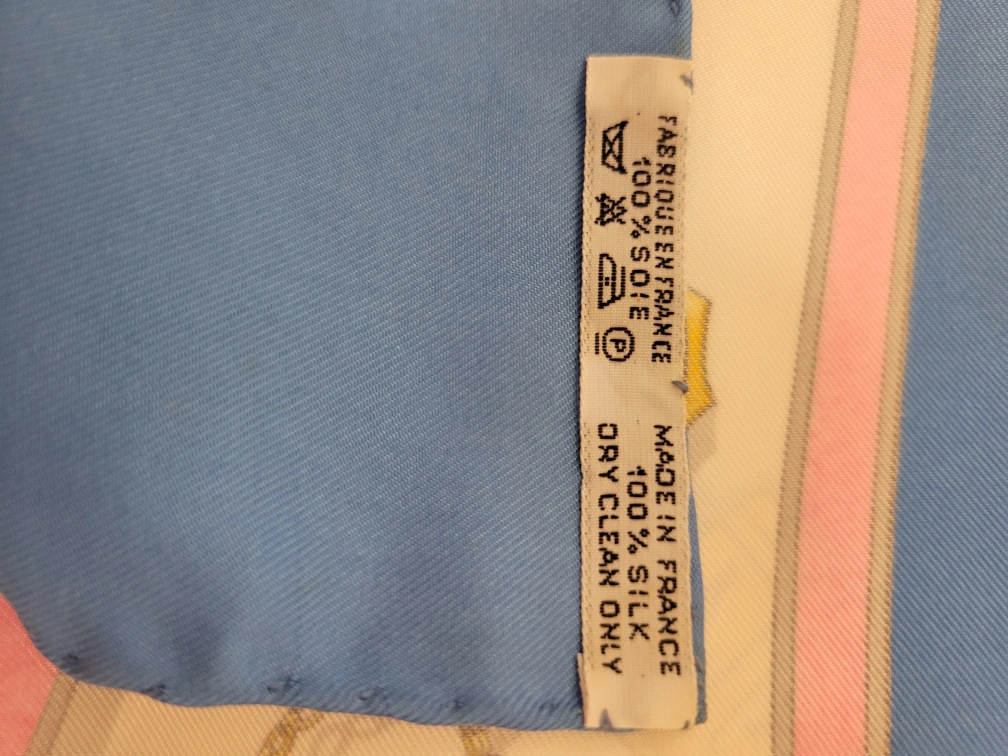 FABRIQUE EN FRANCE
100 % SOIE
P
MADE IN FRANCE
100 % SILK
DRY CLEAN ONLY